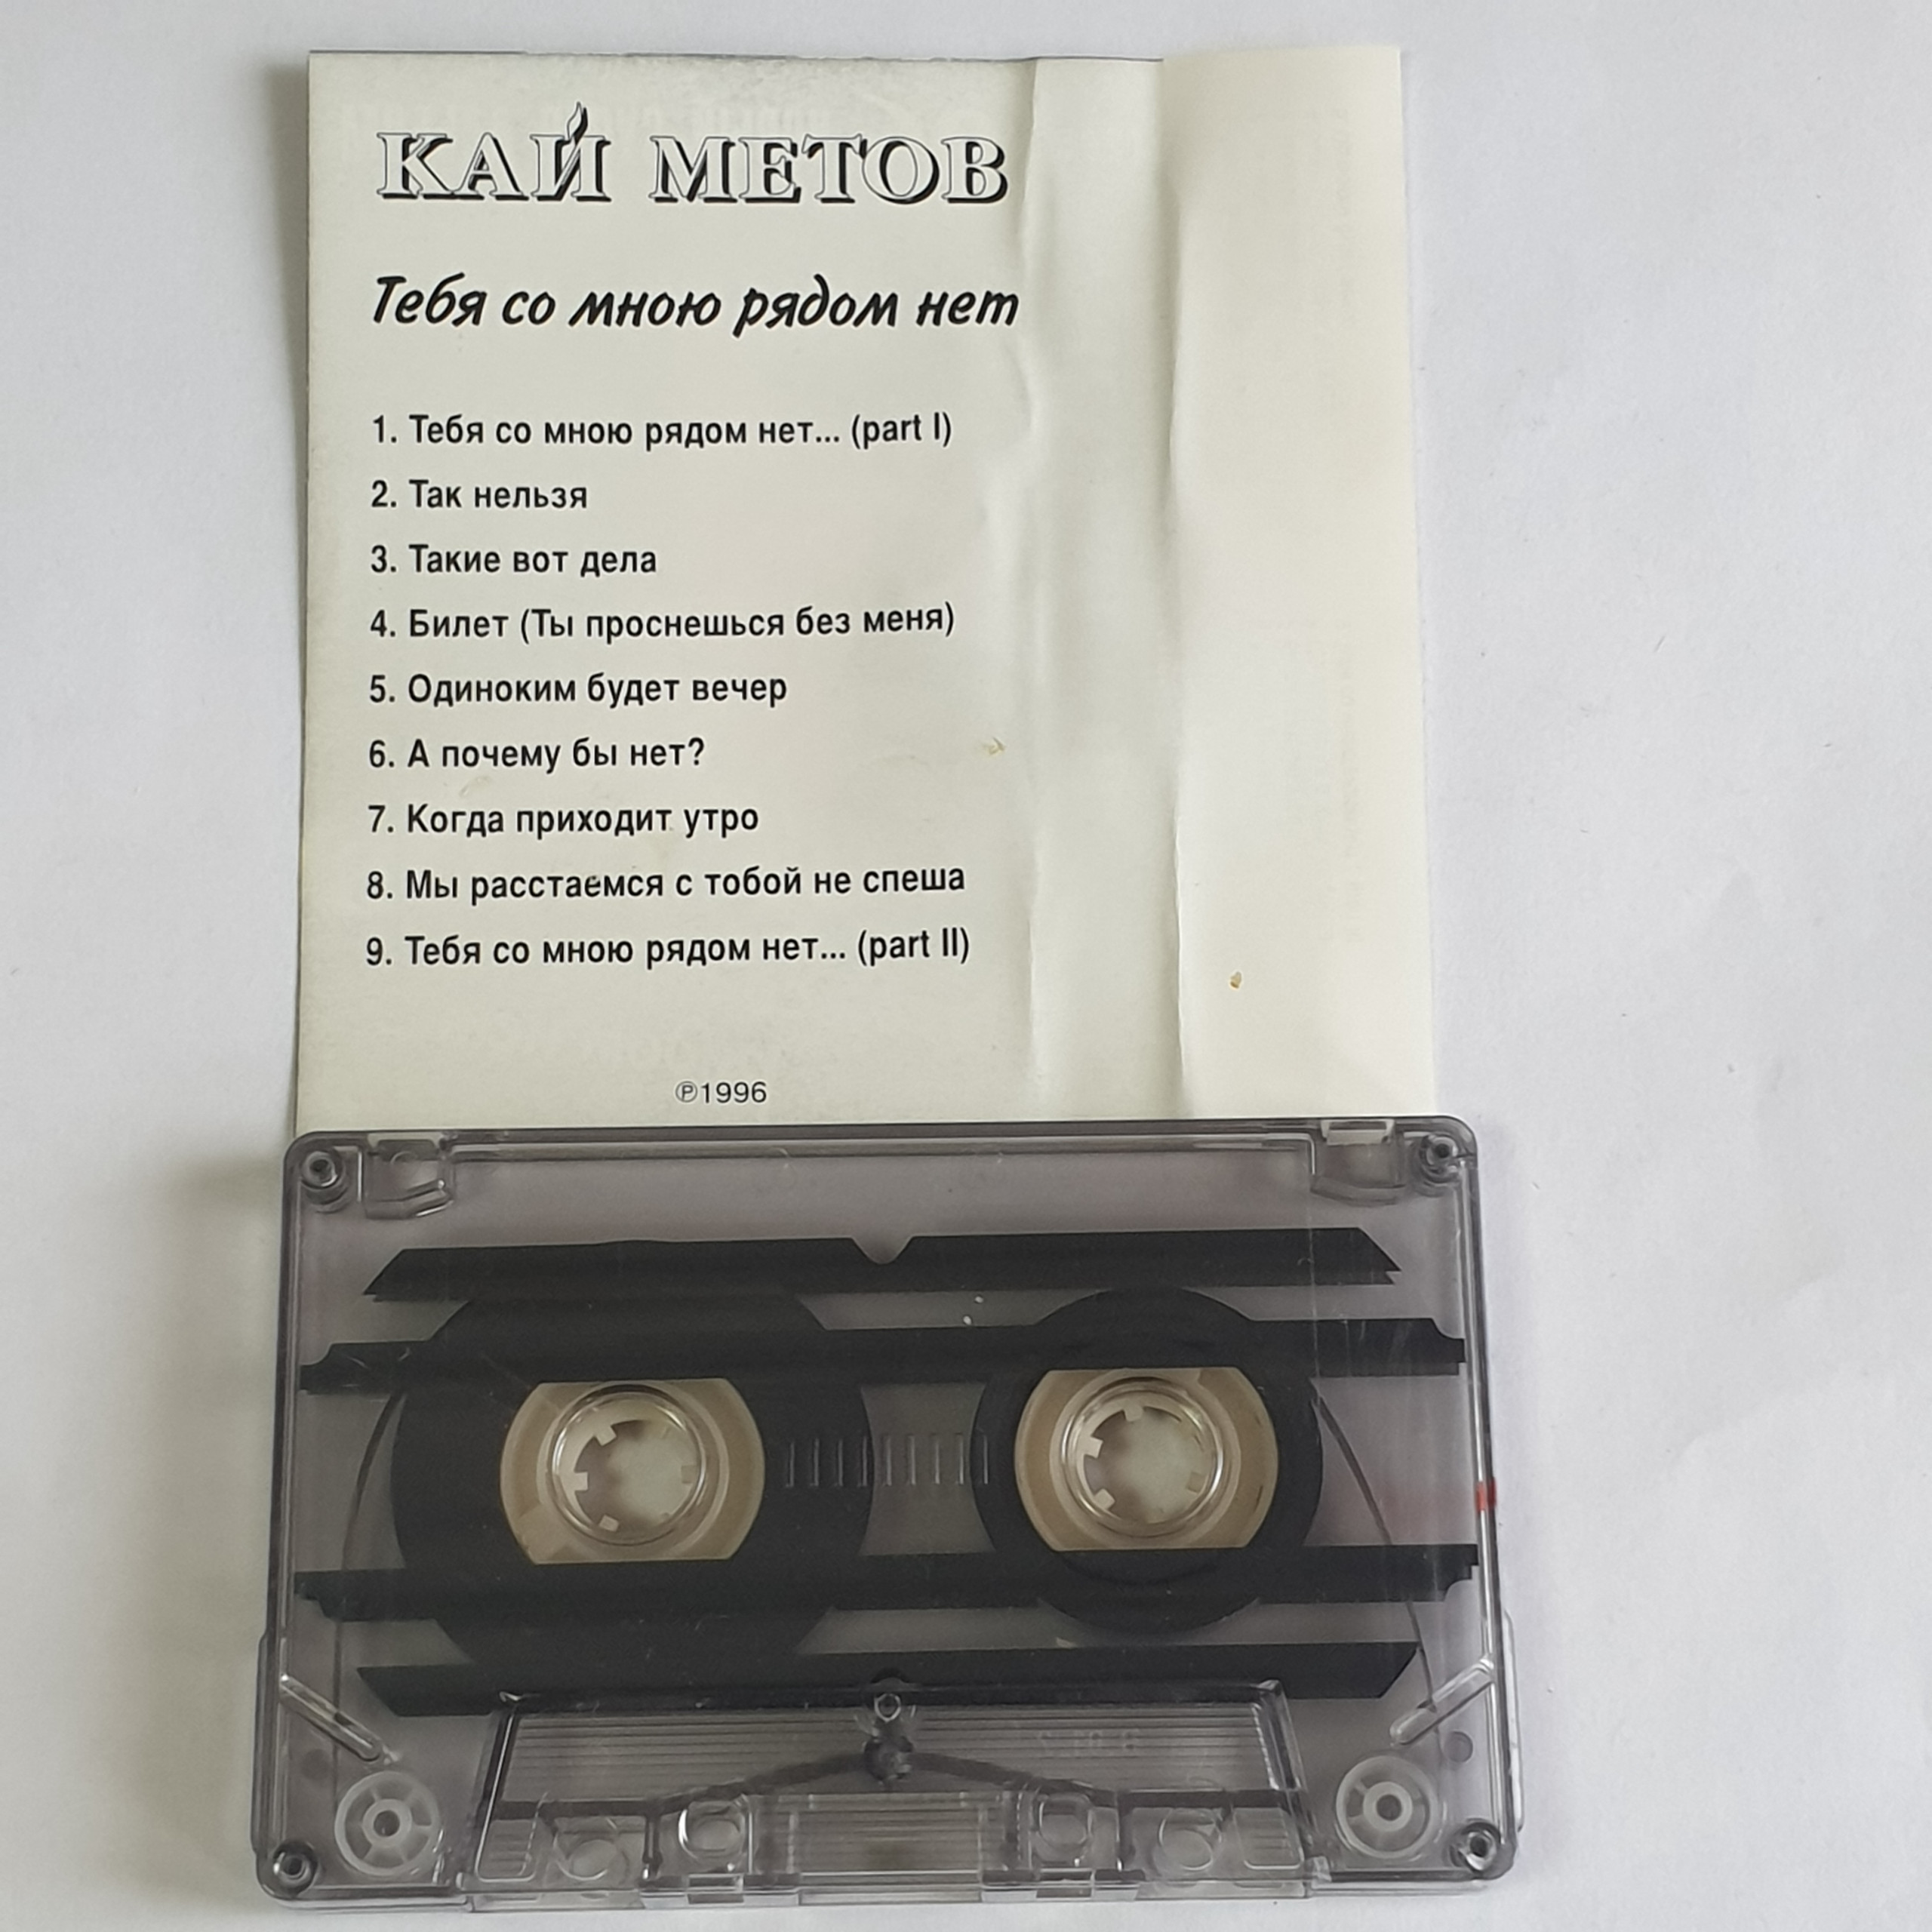 КАЙ МЕТОВ
Тебя со мною рядом нет
1. Тебя со мною рядом нет... (part I)
2. Так нельзя
3. Такие вот дела
4. Билет (Ты проснешься без меня)
5. Одиноким будет вечер
6. А почему бы нет?
7. Когда приходит утро
8. Мы расстаемся с тобой не спеша
9. Тебя со мною рядом нет... (part II)
℗1996